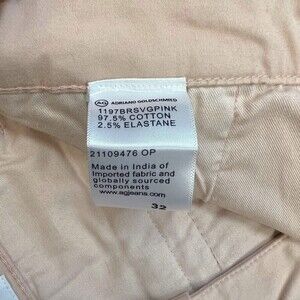 AG ADRIANO GOLDSCHMIED
1197BRSVGPINK
97.5% COTTON
2.5% ELASTANE
21109476 OP
Made in India of
Imported fabric and
globally sourced
components
www.agjeans.com
32